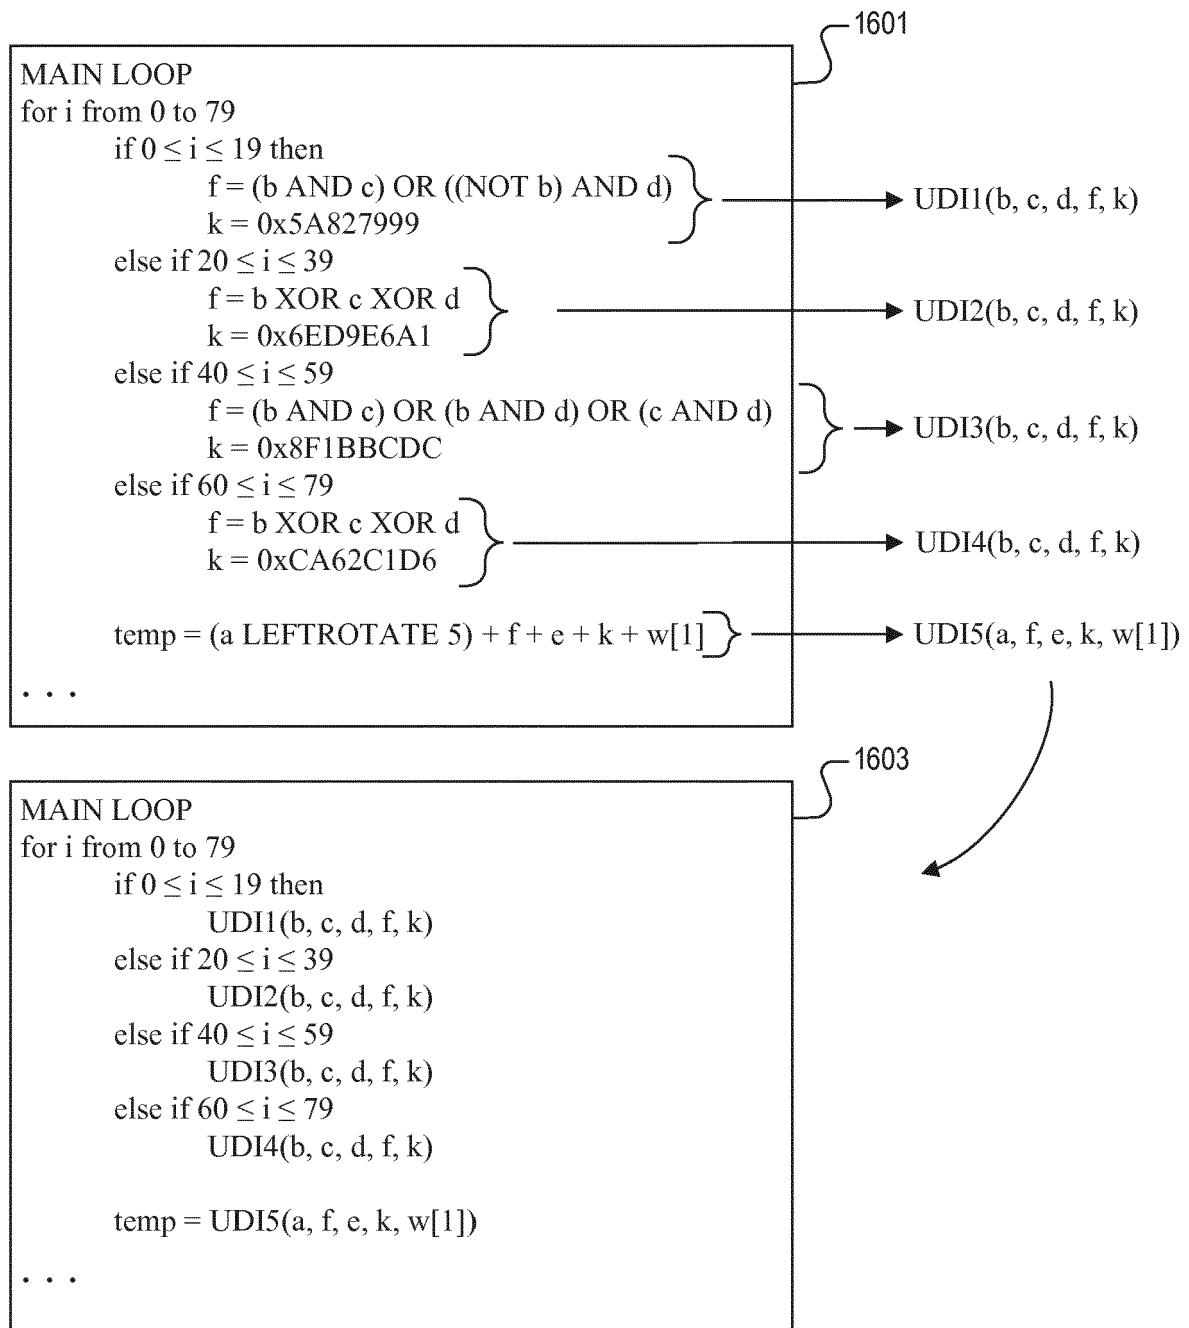 1601
MAIN LOOP
for i from 0 to 79
if 0 ≤ i ≤ 19 then
f = (b AND c) OR ((NOT b) AND d)
k = 0x5A827999
UDI1(b, c, d, f, k)
else if 20 ≤ i ≤ 39
f = b XOR c XOR d
k = 0x6ED9E6A1
UDI2(b, c, d, f, k)
else if 40 ≤ i ≤ 59
f = (b AND c) OR (b AND d) OR (c AND d)
k = 0x8F1BBCDC
UDI3(b, c, d, f, k)
else if 60 ≤ i ≤ 79
f = b XOR c XOR d
k = 0xCA62C1D6
UDI4(b, c, d, f, k)
temp = (a LEFTROTATE 5) + f + e + k + w[1]
UDI5(a, f, e, k, w[1])
. . .
1603
MAIN LOOP
for i from 0 to 79
if 0 ≤ i ≤ 19 then
UDI1(b, c, d, f, k)
else if 20 ≤ i ≤ 39
UDI2(b, c, d, f, k)
else if 40 ≤ i ≤ 59
UDI3(b, c, d, f, k)
else if 60 ≤ i ≤ 79
UDI4(b, c, d, f, k)
temp = UDI5(a, f, e, k, w[1])
. . .